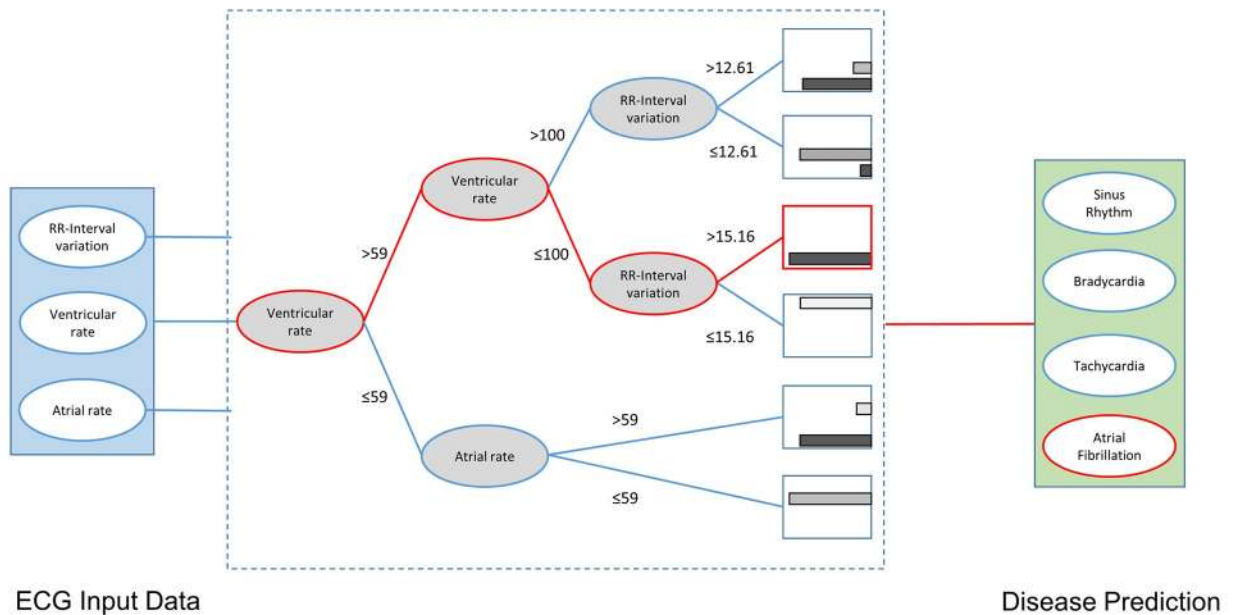 RR-Interval
variation
Ventricular
rate
Atrial rate
Ventricular
rate
>59
≤59
Ventricular
rate
Atrial rate
>100
≤100
RR-Interval
variation
RR-Interval
variation
>12.61
≤12.61
>15.16
≤15.16
>59
≤59
Sinus
Rhythm
Bradycardia
Tachycardia
Atrial
Fibrillation
ECG Input Data
Disease Prediction